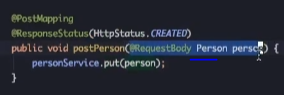 @PostMapping
@ResponseStatus(HttpStatus.CREATED)
public void postPerson(@RequestBody Person person) {
personService.put(person);
}